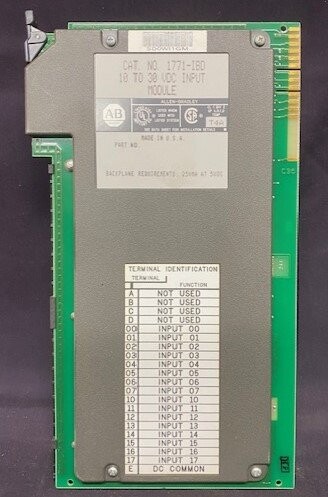 CAT. NO. 1771-IBD
10 TO 30 VDC INPUT
MODULE
ALLEN-BRADLEY
AB
T4A
MADE IN U.S.A.
PART NO.
BACKPLANE REQUIREMENTS:
AT 5VDC
TERMINAL IDENTIFICATION
TERMINAL
FUNCTION
A NOT USED
B NOT USED
C NOT USED
D NOT USED
00 INPUT 00
01 INPUT 01
02 INPUT 02
03 INPUT 03
04 INPUT 04
05 INPUT 05
06 INPUT 06
07 INPUT 07
10 INPUT 10
11 INPUT 11
12 INPUT 12
13 INPUT 13
14 INPUT 14
15 INPUT 15
16 INPUT 16
17 INPUT 17
E DC COMMON